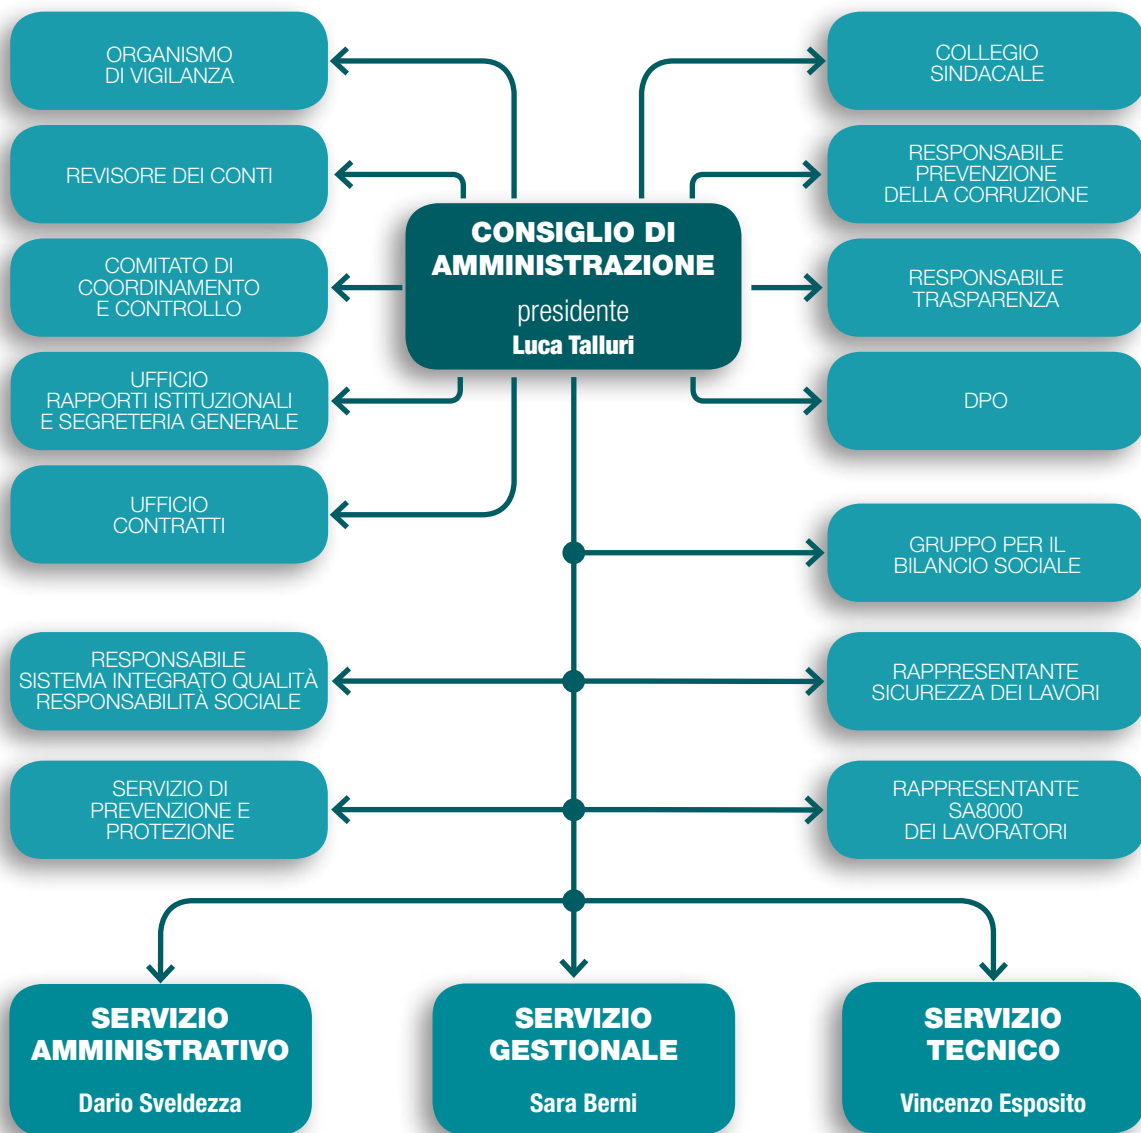 ORGANISMO
DI VIGILANZA
COLLEGIO
SINDACALE
REVISORE DEI CONTI
RESPONSABILE
PREVENZIONE
DELLA CORRUZIONE
CONSIGLIO DI
AMMINISTRAZIONE
presidente
Luca Talluri
COMITATO DI
COORDINAMENTO
E CONTROLLO
RESPONSABILE
TRASPARENZA
UFFICIO
RAPPORTI ISTITUZIONALI
E SEGRETERIA GENERALE
DPO
UFFICIO
CONTRATTI
GRUPPO PER IL
BILANCIO SOCIALE
RESPONSABILE
SISTEMA INTEGRATO QUALITÀ
RESPONSABILITÀ SOCIALE
RAPPRESENTANTE
SICUREZZA DEI LAVORI
SERVIZIO DI
PREVENZIONE E
PROTEZIONE
RAPPRESENTANTE
SA8000
DEI LAVORATORI
SERVIZIO
AMMINISTRATIVO
Dario Sveldezza
SERVIZIO
GESTIONALE
Sara Berni
SERVIZIO
TECNICO
Vincenzo Esposito